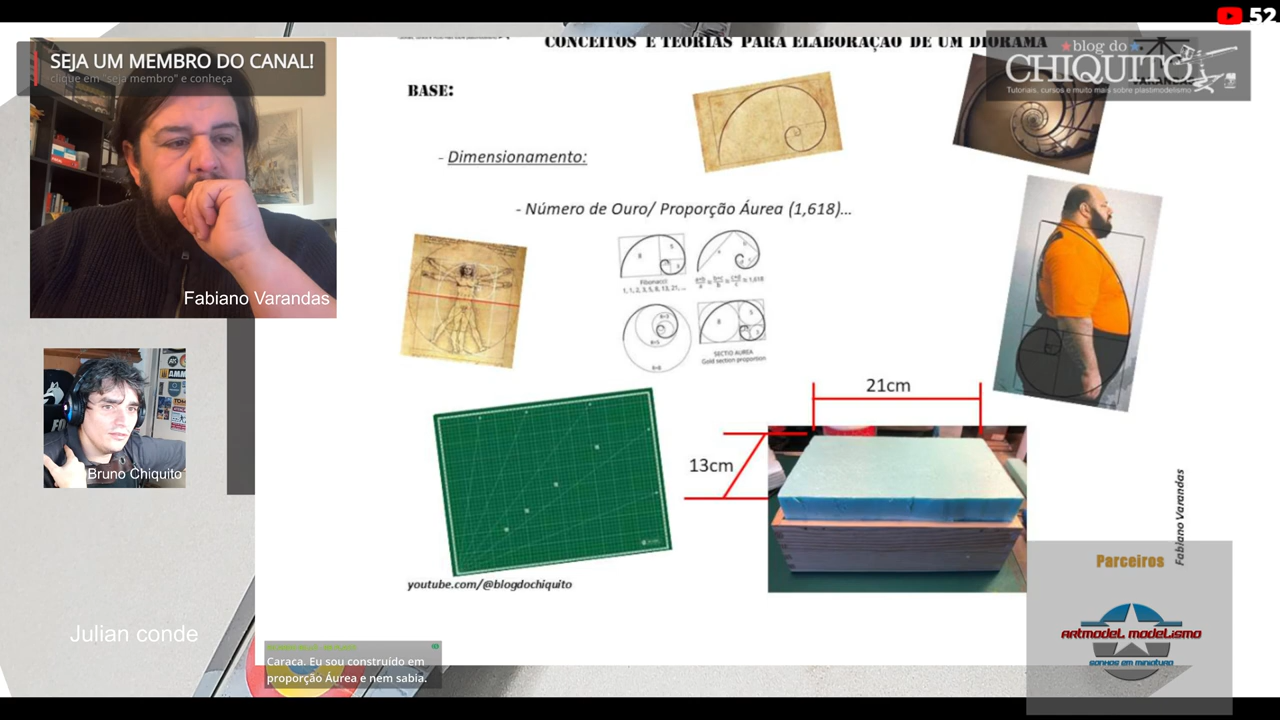 52
SEJA UM MEMBRO DO CANAL!
clique em "seja membro" e conheça
CONCEITOS E TEORIAS PARA ELABORAÇÃO DE UM DIORAMA
blog do
CHIQUITO
Tutoriais, cursos e muito mais sobre plastimodelismo
BASE:
- Dimensionamento:
- Número de Ouro/ Proporção Áurea (1,618)...
Fibonacci
1, 1, 2, 3, 5, 8, 13, 21, ...
SECTIO AUREA
Gold section proportion
Fabiano Varandas
Bruno Chiquito
Julian conde
21cm
13cm
youtube.com/@blogdochiquito
Fabiano Varandas
Parceiros
ARTMODEL MODELISMO
SONHOS EM MINIATURA
Caraca. Eu sou construído em
proporção Áurea e nem sabia.